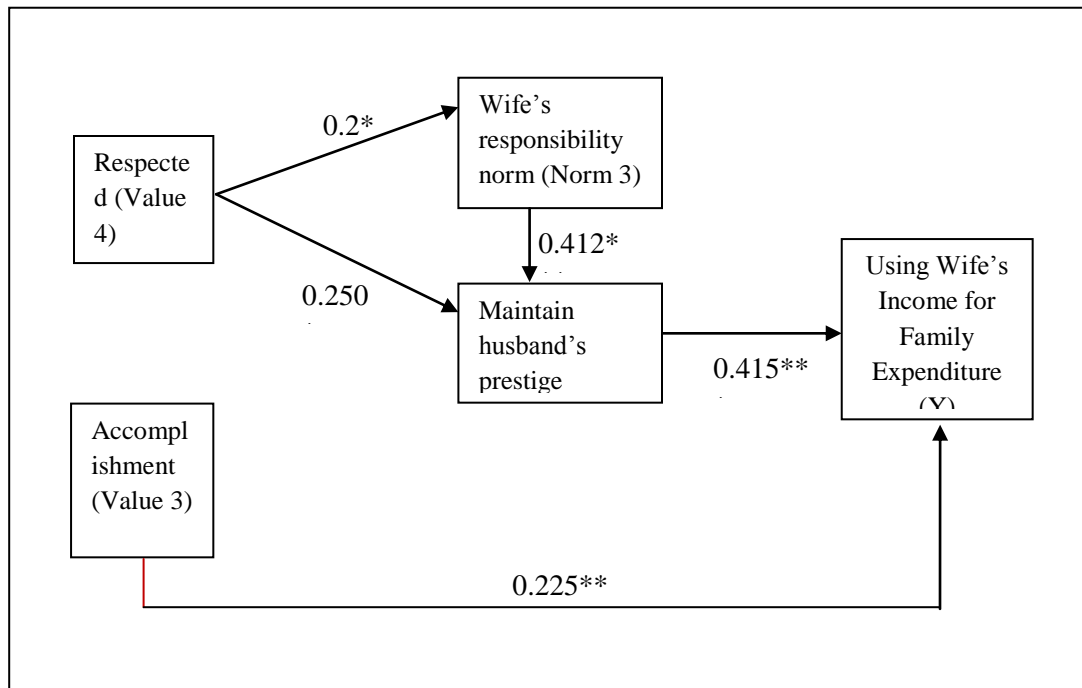 Wife’s
responsibility
norm (Norm 3)
0.2*
Respecte
d (Value
4)
0.412*
Using Wife’s
Income for
Family
Expenditure
0.250
Maintain
husband’s
prestige
0.415**
Accompl
ishment
(Value 3)
0.225**